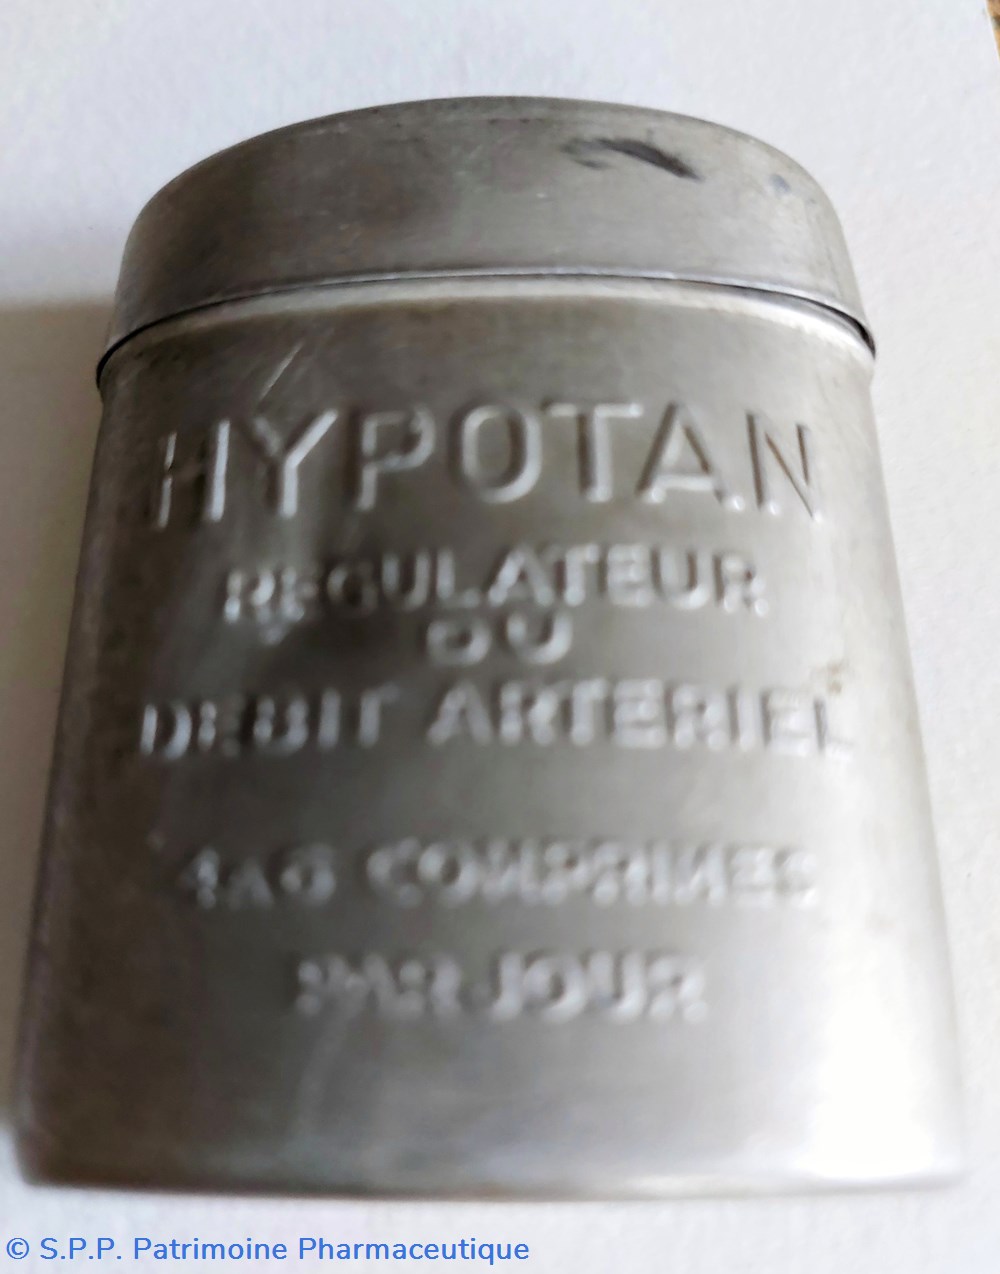 HYPOTAN
REGULATEUR
DU
DEBIT ARTERIEL
4 A 6 COMPRIMES
PAR JOUR
© S.P.P. Patrimoine Pharmaceutique